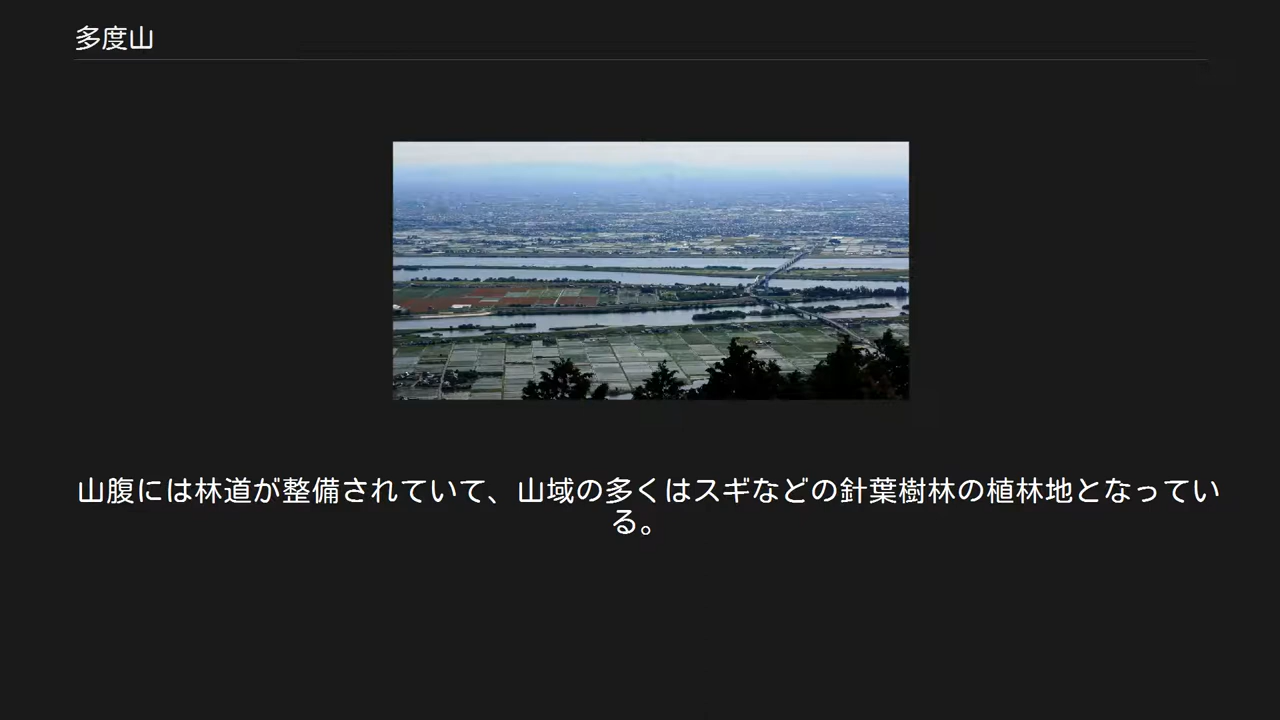 多度山
山腹には林道が整備されていて、山域の多くはスギなどの針葉樹林の植林地となってい
る。